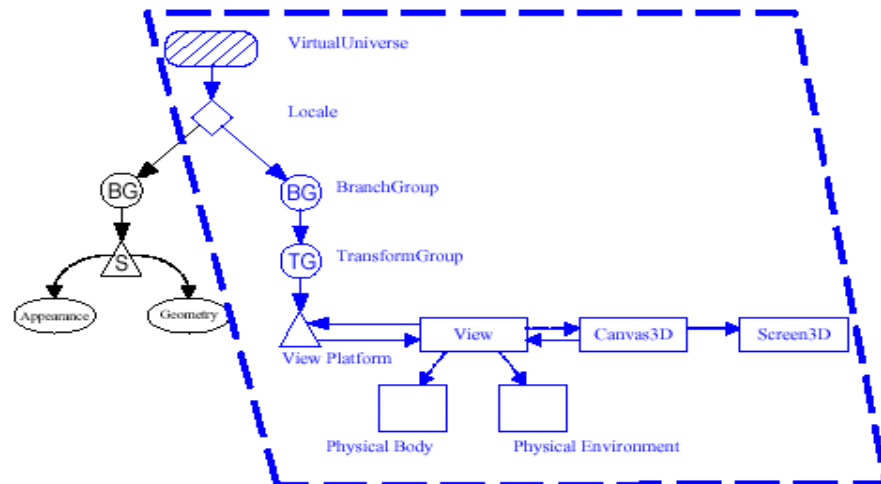 VirtualUniverse
Locale
BG
BG
BranchGroup
S
TG
TransformGroup
Appearance
Geometry
View
Canvas3D
Screen3D
View Platform
Physical Body
Physical Environment